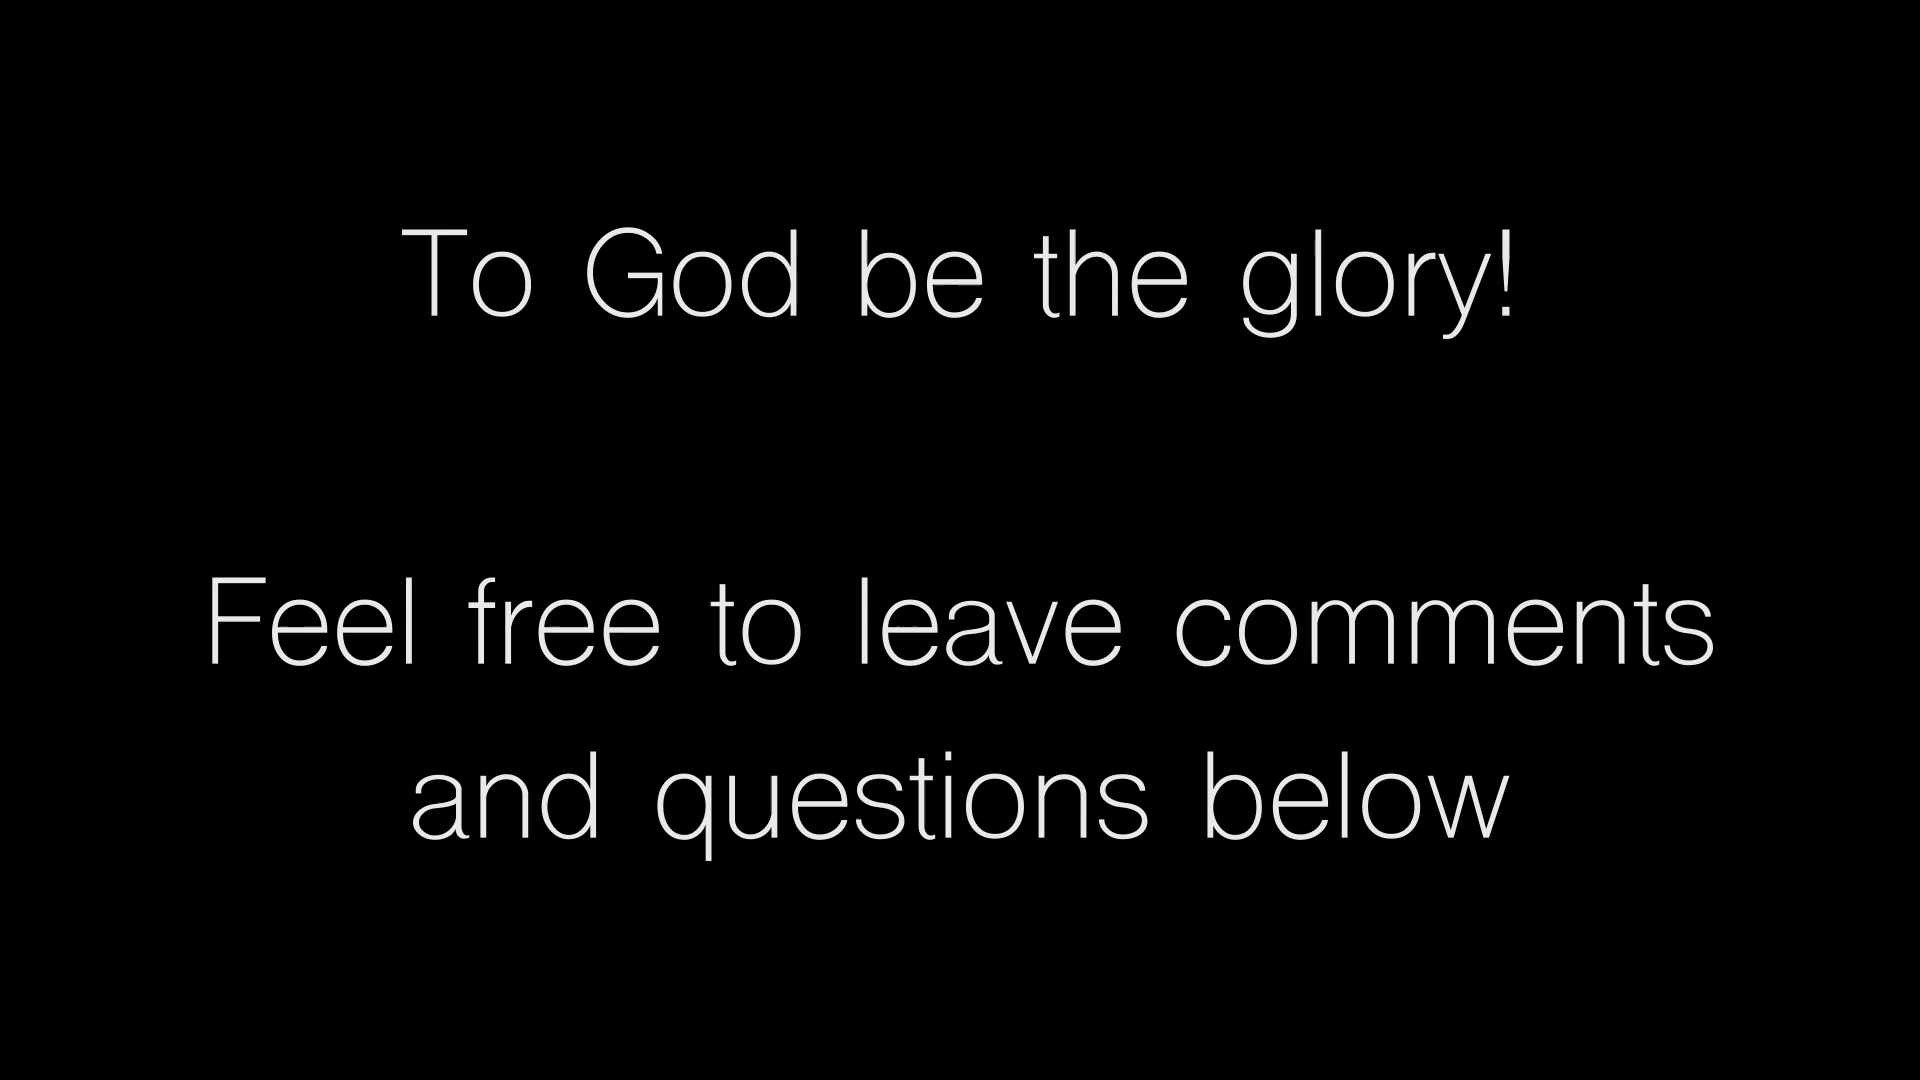 To God be the glory!
Feel free to leave comments
and questions below